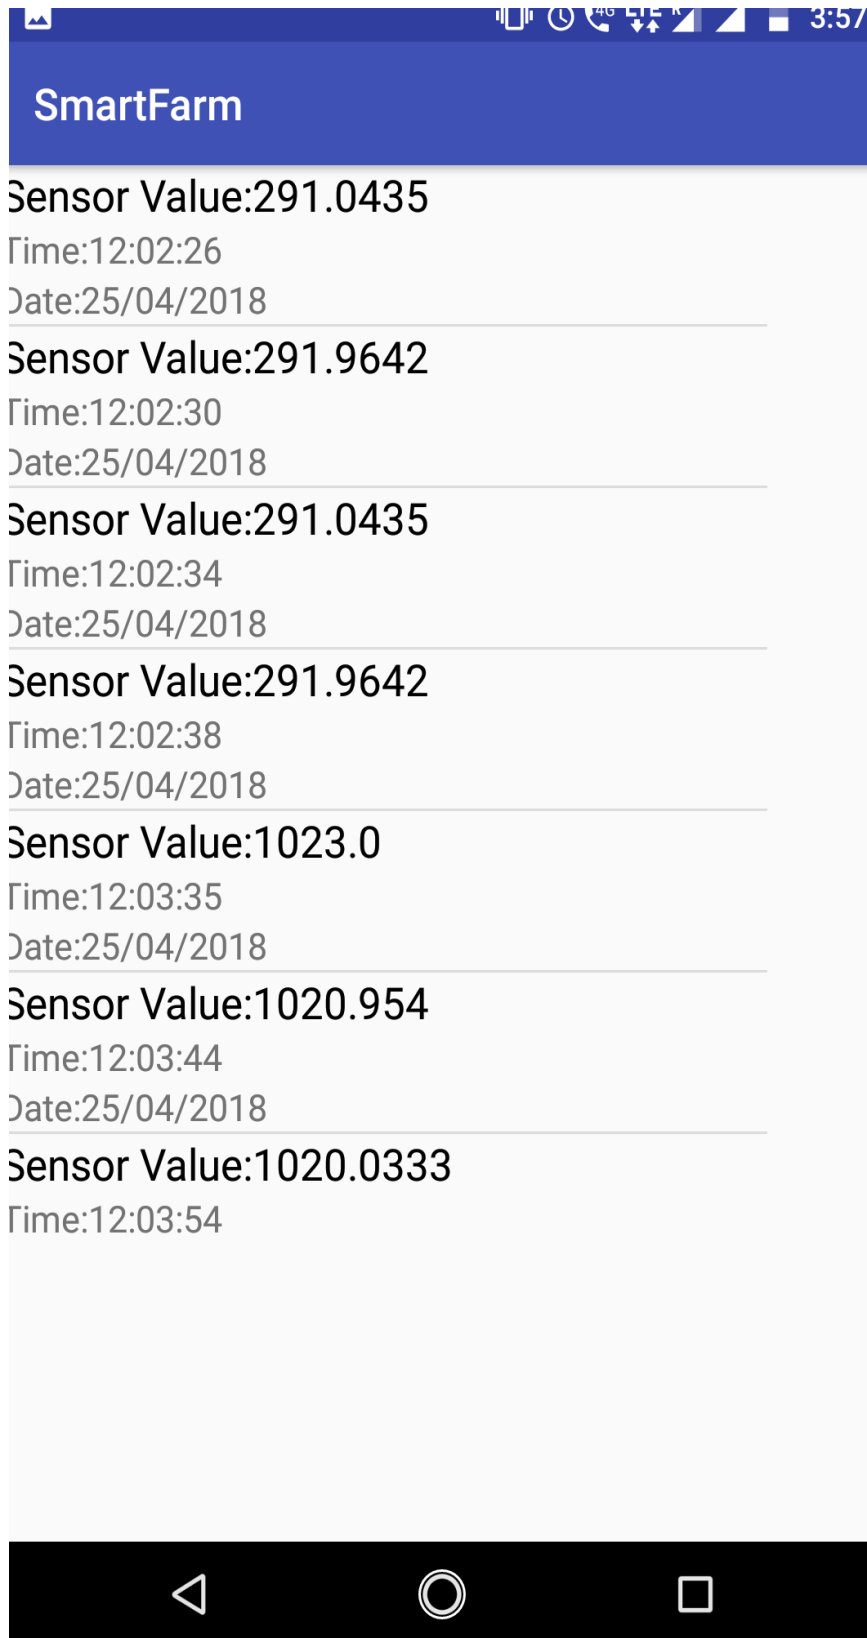 4G LTE R 3:57
SmartFarm
Sensor Value:291.0435
Time:12:02:26
Date:25/04/2018
Sensor Value:291.9642
Time:12:02:30
Date:25/04/2018
Sensor Value:291.0435
Time:12:02:34
Date:25/04/2018
Sensor Value:291.9642
Time:12:02:38
Date:25/04/2018
Sensor Value:1023.0
Time:12:03:35
Date:25/04/2018
Sensor Value:1020.954
Time:12:03:44
Date:25/04/2018
Sensor Value:1020.0333
Time:12:03:54